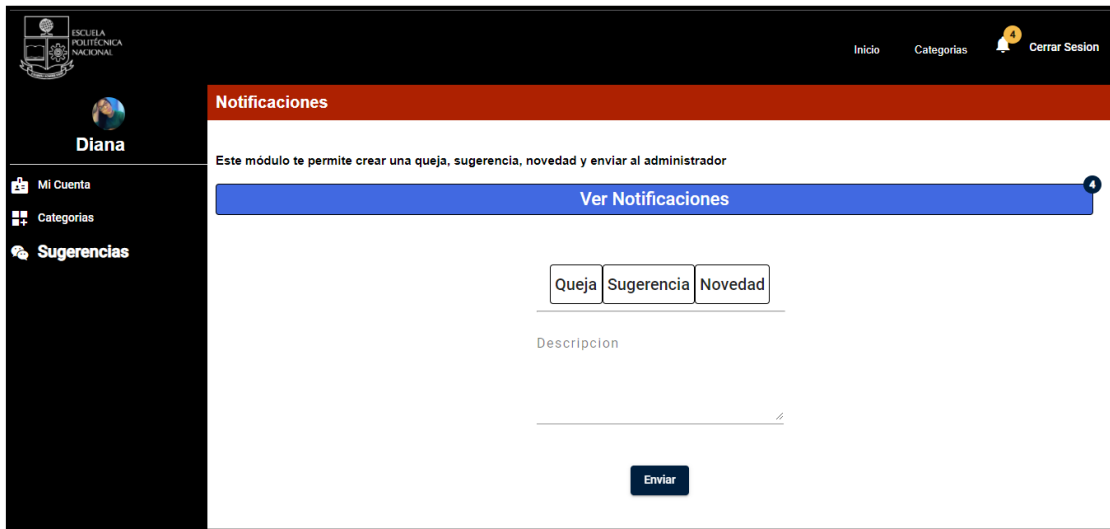 ESCUELA
POLITÉCNICA
NACIONAL
Inicio
Categorias
4
Cerrar Sesion
Diana
Mi Cuenta
Categorias
Sugerencias
Notificaciones
Este módulo te permite crear una queja, sugerencia, novedad y enviar al administrador
Ver Notificaciones
4
Queja Sugerencia Novedad
Descripcion
Enviar